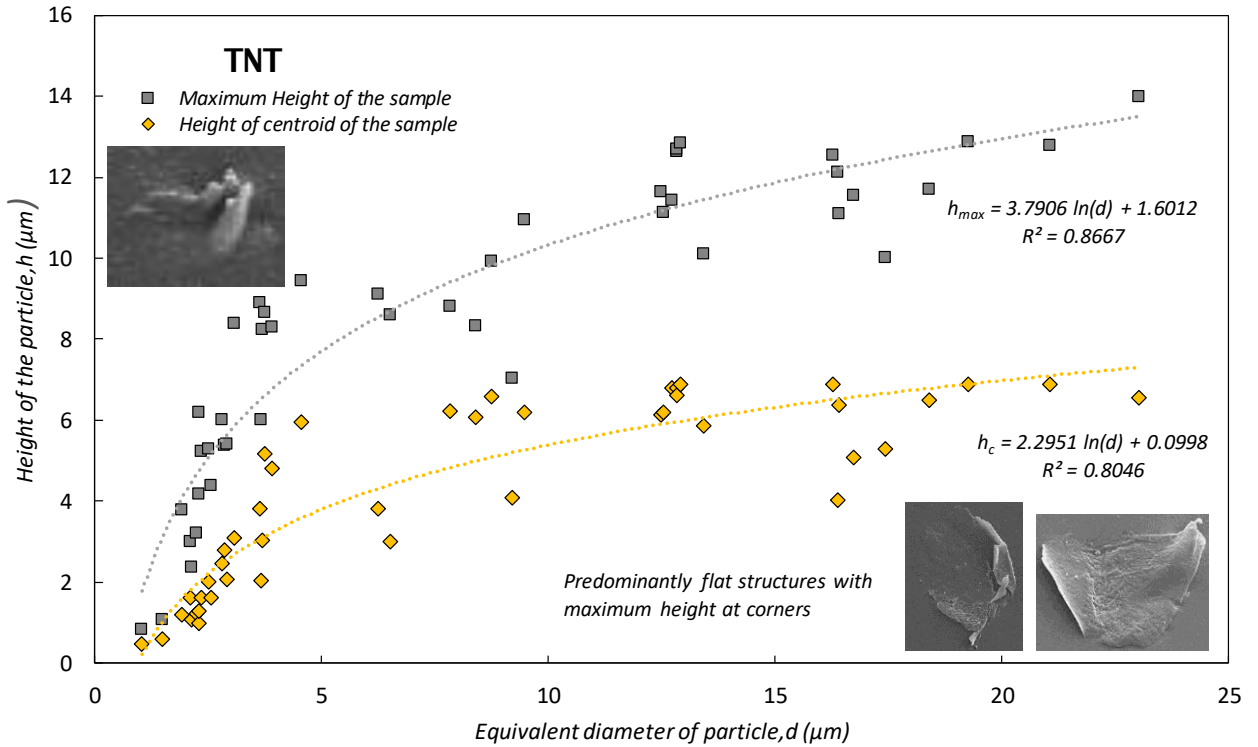 16
14
12
10
8
6
4
2
0
Height of the particle,h (µm)
TNT
Maximum Height of the sample
Height of centroid of the sample
h_max = 3.7906 ln(d) + 1.6012
R² = 0.8667
h_c = 2.2951 ln(d) + 0.0998
R² = 0.8046
Predominantly flat structures with
maximum height at corners
0 5 10 15 20 25
Equivalent diameter of particle,d (µm)